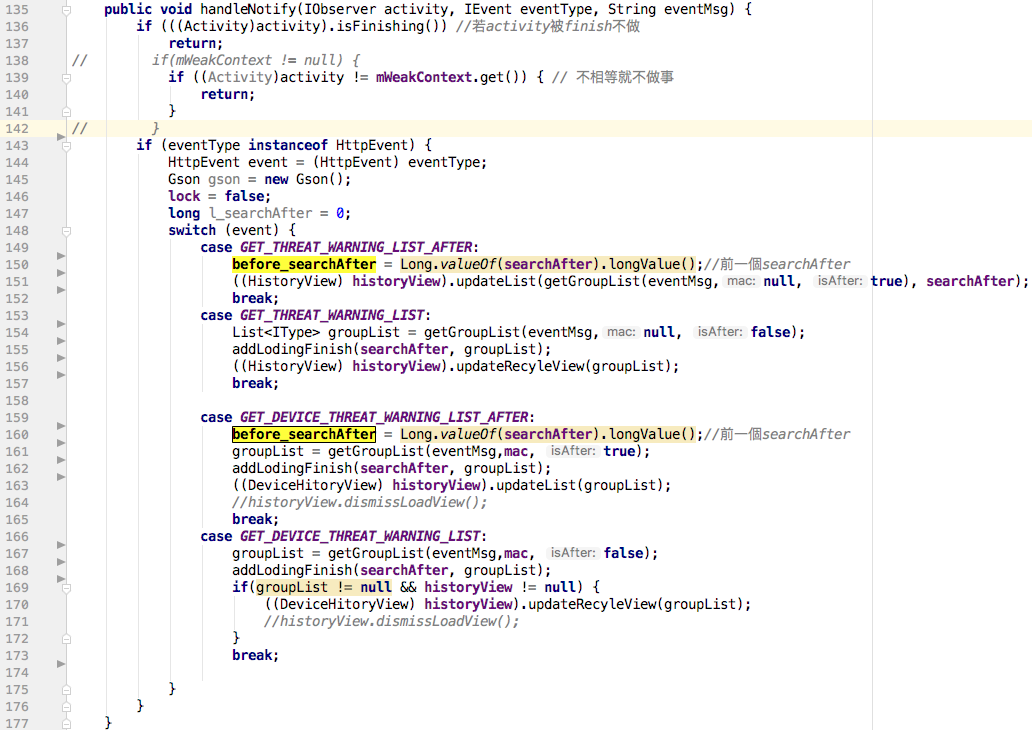 135 public void handleNotify(IObserver activity, IEvent eventType, String eventMsg) {
136 if (((Activity)activity).isFinishing()) //若activity被finish不做
137 return;
138 // if(mWeakContext != null) {
139 if ((Activity)activity != mWeakContext.get()) { // 不相等就不做事
140 return;
141 }
142 // }
143 if (eventType instanceof HttpEvent) {
144 HttpEvent event = (HttpEvent) eventType;
145 Gson gson = new Gson();
146 lock = false;
147 long l_searchAfter = 0;
148 switch (event) {
149 case GET_THREAT_WARNING_LIST_AFTER:
150 before_searchAfter = Long.valueOf(searchAfter).longValue();//前一個searchAfter
151 ((HistoryView) historyView).updateList(getGroupList(eventMsg, mac: null, isAfter: true), searchAfter);
152 break;
153 case GET_THREAT_WARNING_LIST:
154 List<IType> groupList = getGroupList(eventMsg, mac: null, isAfter: false);
155 addLodingFinish(searchAfter, groupList);
156 ((HistoryView) historyView).updateRecyleView(groupList);
157 break;
158
159 case GET_DEVICE_THREAT_WARNING_LIST_AFTER:
160 before_searchAfter = Long.valueOf(searchAfter).longValue();//前一個searchAfter
161 groupList = getGroupList(eventMsg,mac, isAfter: true);
162 addLodingFinish(searchAfter, groupList);
163 ((DeviceHitoryView) historyView).updateList(groupList);
164 //historyView.dismissLoadView();
165 break;
166 case GET_DEVICE_THREAT_WARNING_LIST:
167 groupList = getGroupList(eventMsg,mac, isAfter: false);
168 addLodingFinish(searchAfter, groupList);
169 if(groupList != null && historyView != null) {
170 ((DeviceHitoryView) historyView).updateRecyleView(groupList);
171 //historyView.dismissLoadView();
172 }
173 break;
174
175 }
176 }
177 }